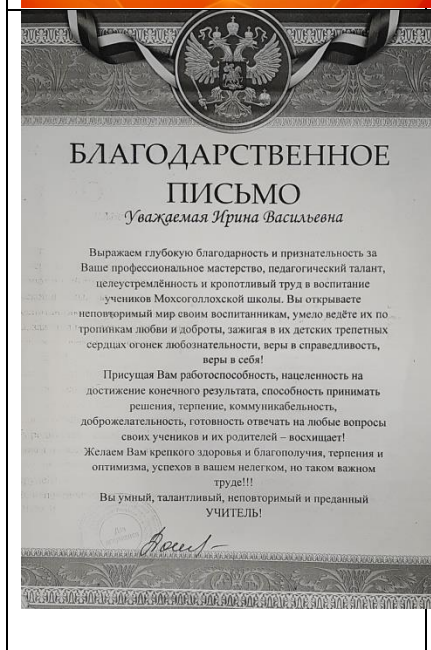 БЛАГОДАРСТВЕННОЕ
ПИСЬМО
Уважаемая Ирина Васильевна
Выражаем глубокую благодарность и признательность за
Ваше профессиональное мастерство, педагогический талант,
целеустремлённость и кропотливый труд в воспитание
учеников Мохсоголлохской школы. Вы открываете
неповторимый мир своим воспитанникам, умело ведёте их по
тропинкам любви и доброты, зажигая в их детских трепетных
сердцах огонек любознательности, веры в справедливость,
веры в себя!
Присущая Вам работоспособность, нацеленность на
достижение конечного результата, способность принимать
решения, терпение, коммуникабельность,
доброжелательность, готовность отвечать на любые вопросы
своих учеников и их родителей – восхищает!
Желаем Вам крепкого здоровья и благополучия, терпения и
оптимизма, успехов в вашем нелегком, но таком важном
труде!!!
Вы умный, талантливый, неповторимый и преданный
УЧИТЕЛЬ!